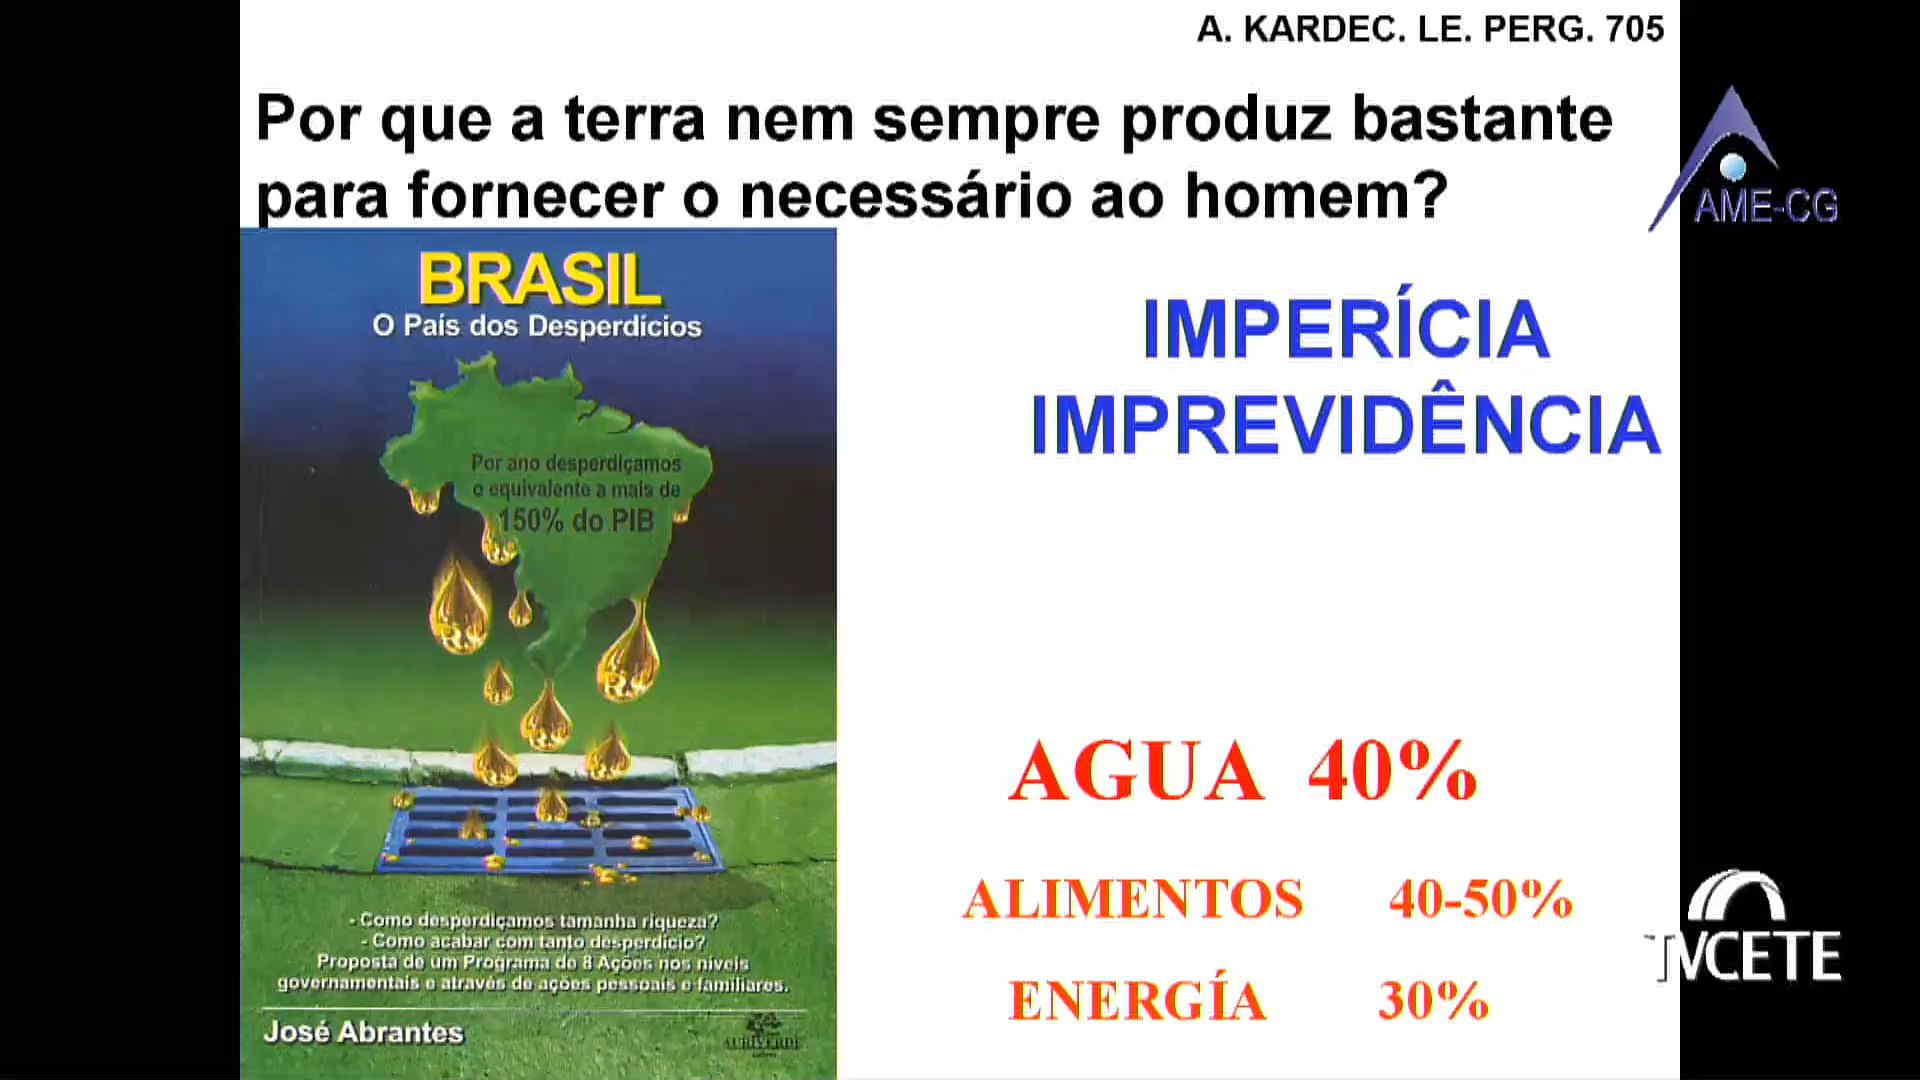 A. KARDEC. LE. PERG. 705
Por que a terra nem sempre produz bastante
para fornecer o necessário ao homem?
AME-CG
BRASIL
O País dos Desperdícios
Por ano desperdiçamos
o equivalente a mais de
150% do PIB
- Como desperdiçamos tamanha riqueza?
- Como acabar com tanto desperdício?
Proposta de um Programa de 8 Ações nos níveis
governamentais e através de ações pessoais e familiares.
José Abrantes
AURIVERDE
IMPERÍCIA
IMPREVIDÊNCIA
AGUA 40%
ALIMENTOS 40-50%
ENERGÍA 30%
TVCETE